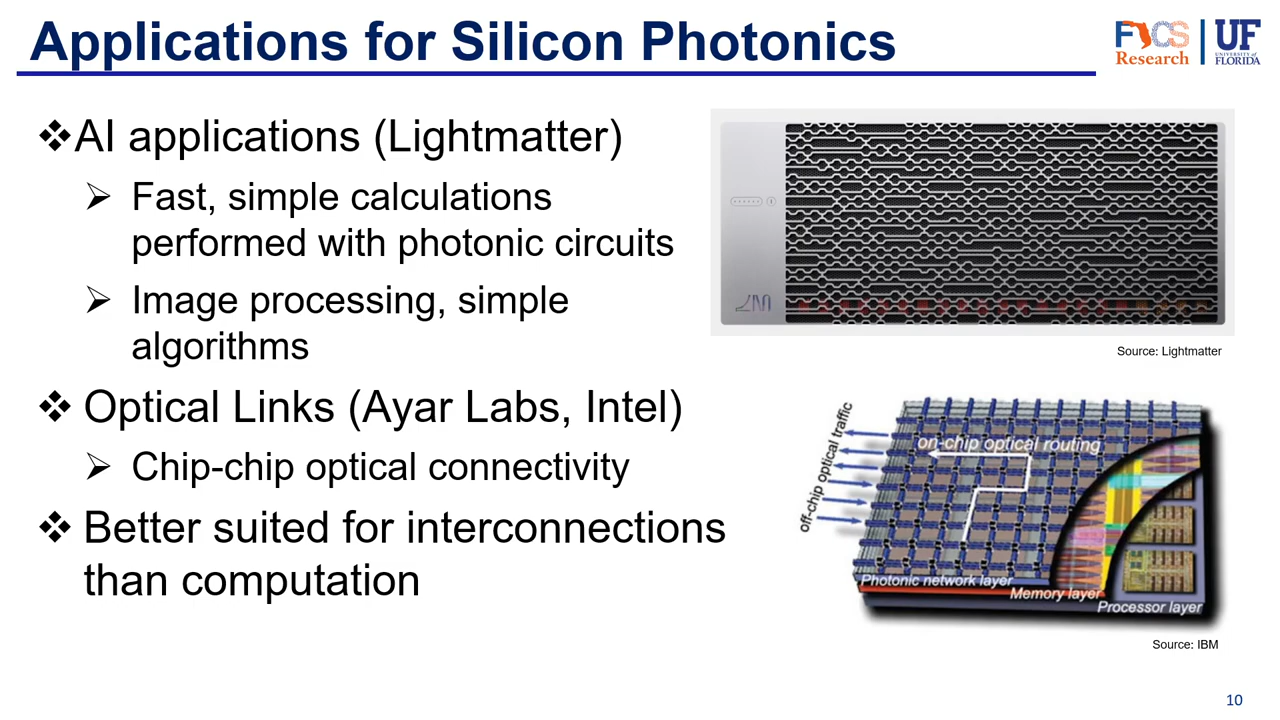 Applications for Silicon Photonics
FICS
Research
UF
UNIVERSITY of
FLORIDA
AI applications (Lightmatter)
Fast, simple calculations
performed with photonic circuits
Image processing, simple
algorithms
Optical Links (Ayar Labs, Intel)
Chip-chip optical connectivity
Better suited for interconnections
than computation
Source: Lightmatter
off-chip optical traffic
on-chip optical routing
Photonic network layer
Memory layer
Processor layer
Source: IBM
10